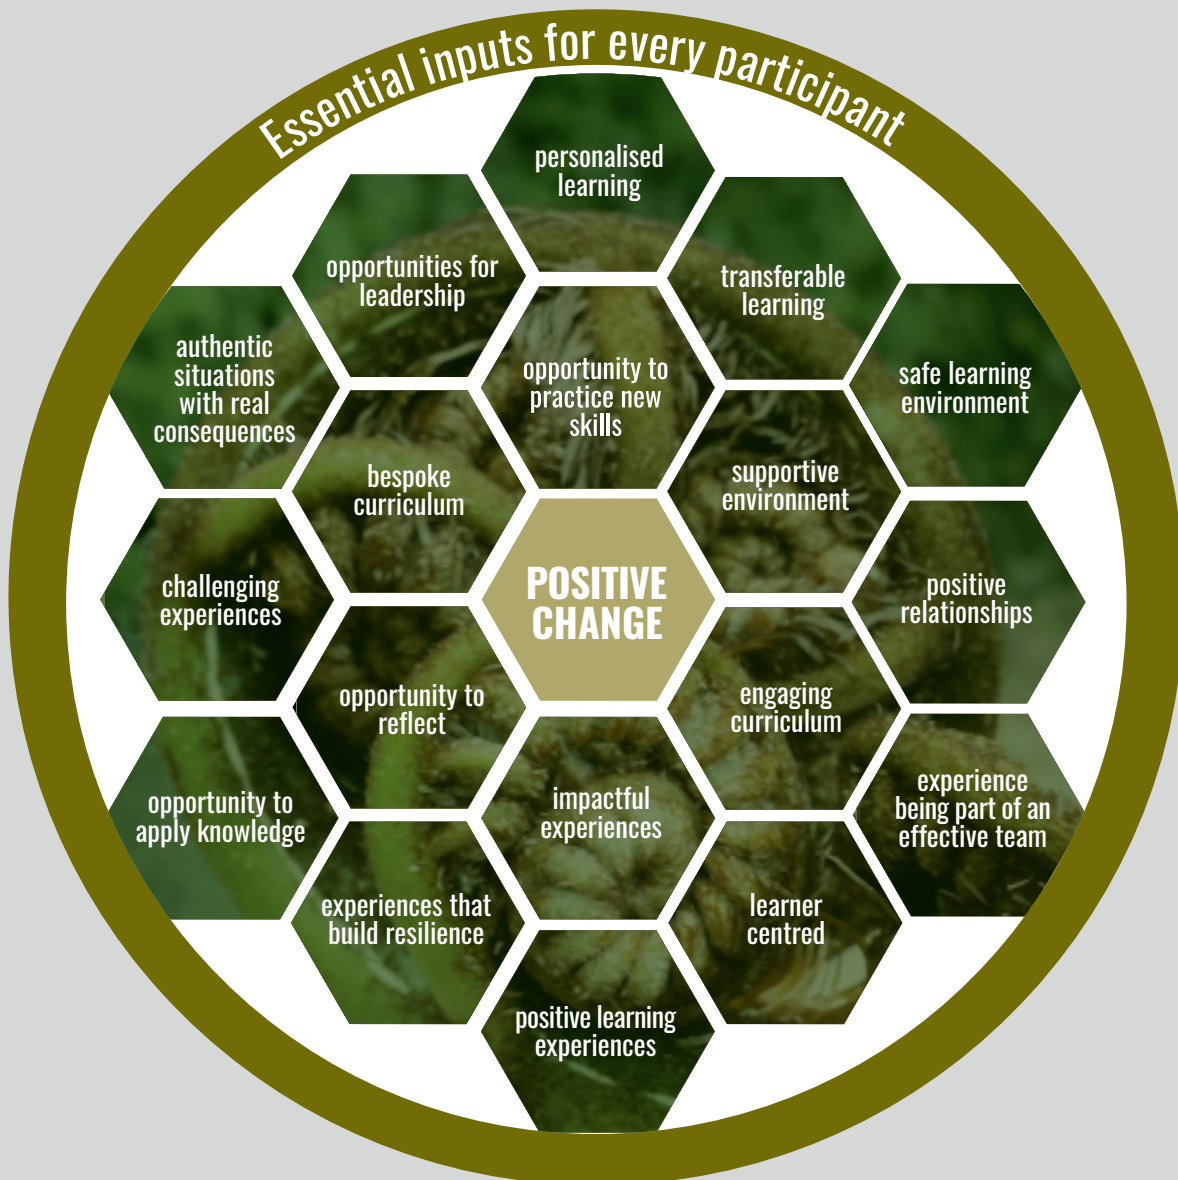 Essential inputs for every participant
personalised
learning
opportunities for
leadership
transferable
learning
authentic
situations
with real
consequences
opportunity to
practice new
skills
safe learning
environment
bespoke
curriculum
supportive
environment
challenging
experiences
POSITIVE
CHANGE
positive
relationships
opportunity to
reflect
engaging
curriculum
opportunity to
apply knowledge
impactful
experiences
experience
being part of an
effective team
experiences that
build resilience
learner
centred
positive learning
experiences